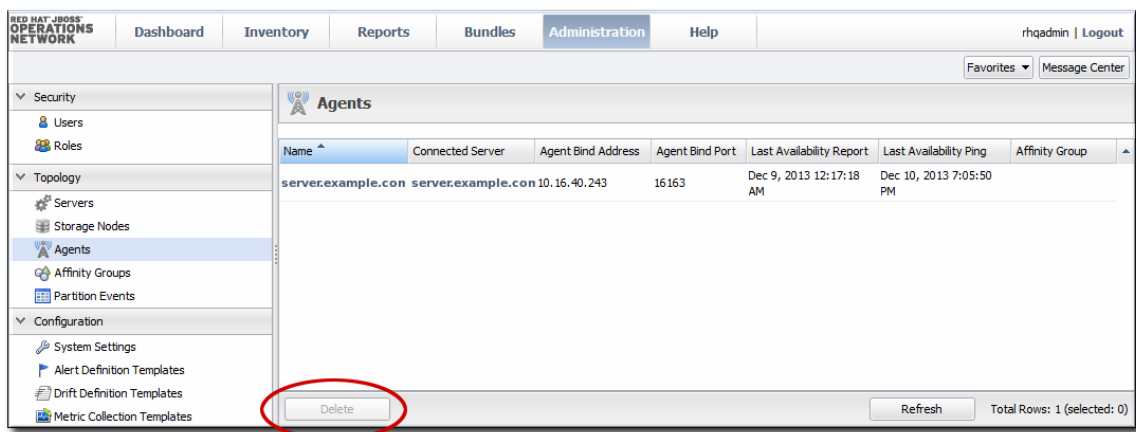 RED HAT JBOSS
OPERATIONS
NETWORK
Dashboard Inventory Reports Bundles Administration Help rhqadmin | Logout
Favorites Message Center
Security
Users
Roles
Topology
Servers
Storage Nodes
Agents
Affinity Groups
Partition Events
Configuration
System Settings
Alert Definition Templates
Drift Definition Templates
Metric Collection Templates
Agents
Name Connected Server Agent Bind Address Agent Bind Port Last Availability Report Last Availability Ping Affinity Group
server.example.con server.example.con 10.16.40.243 16163 Dec 9, 2013 12:17:18 Dec 10, 2013 7:05:50
AM PM
Delete Refresh Total Rows: 1 (selected: 0)